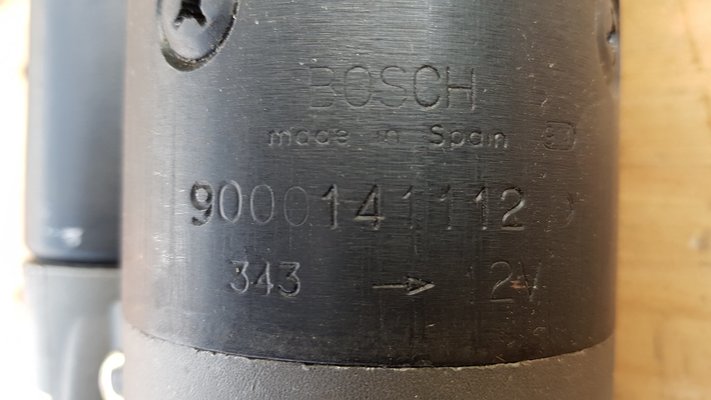 BOSCH
made in Spain
9000141112
343 → 12V